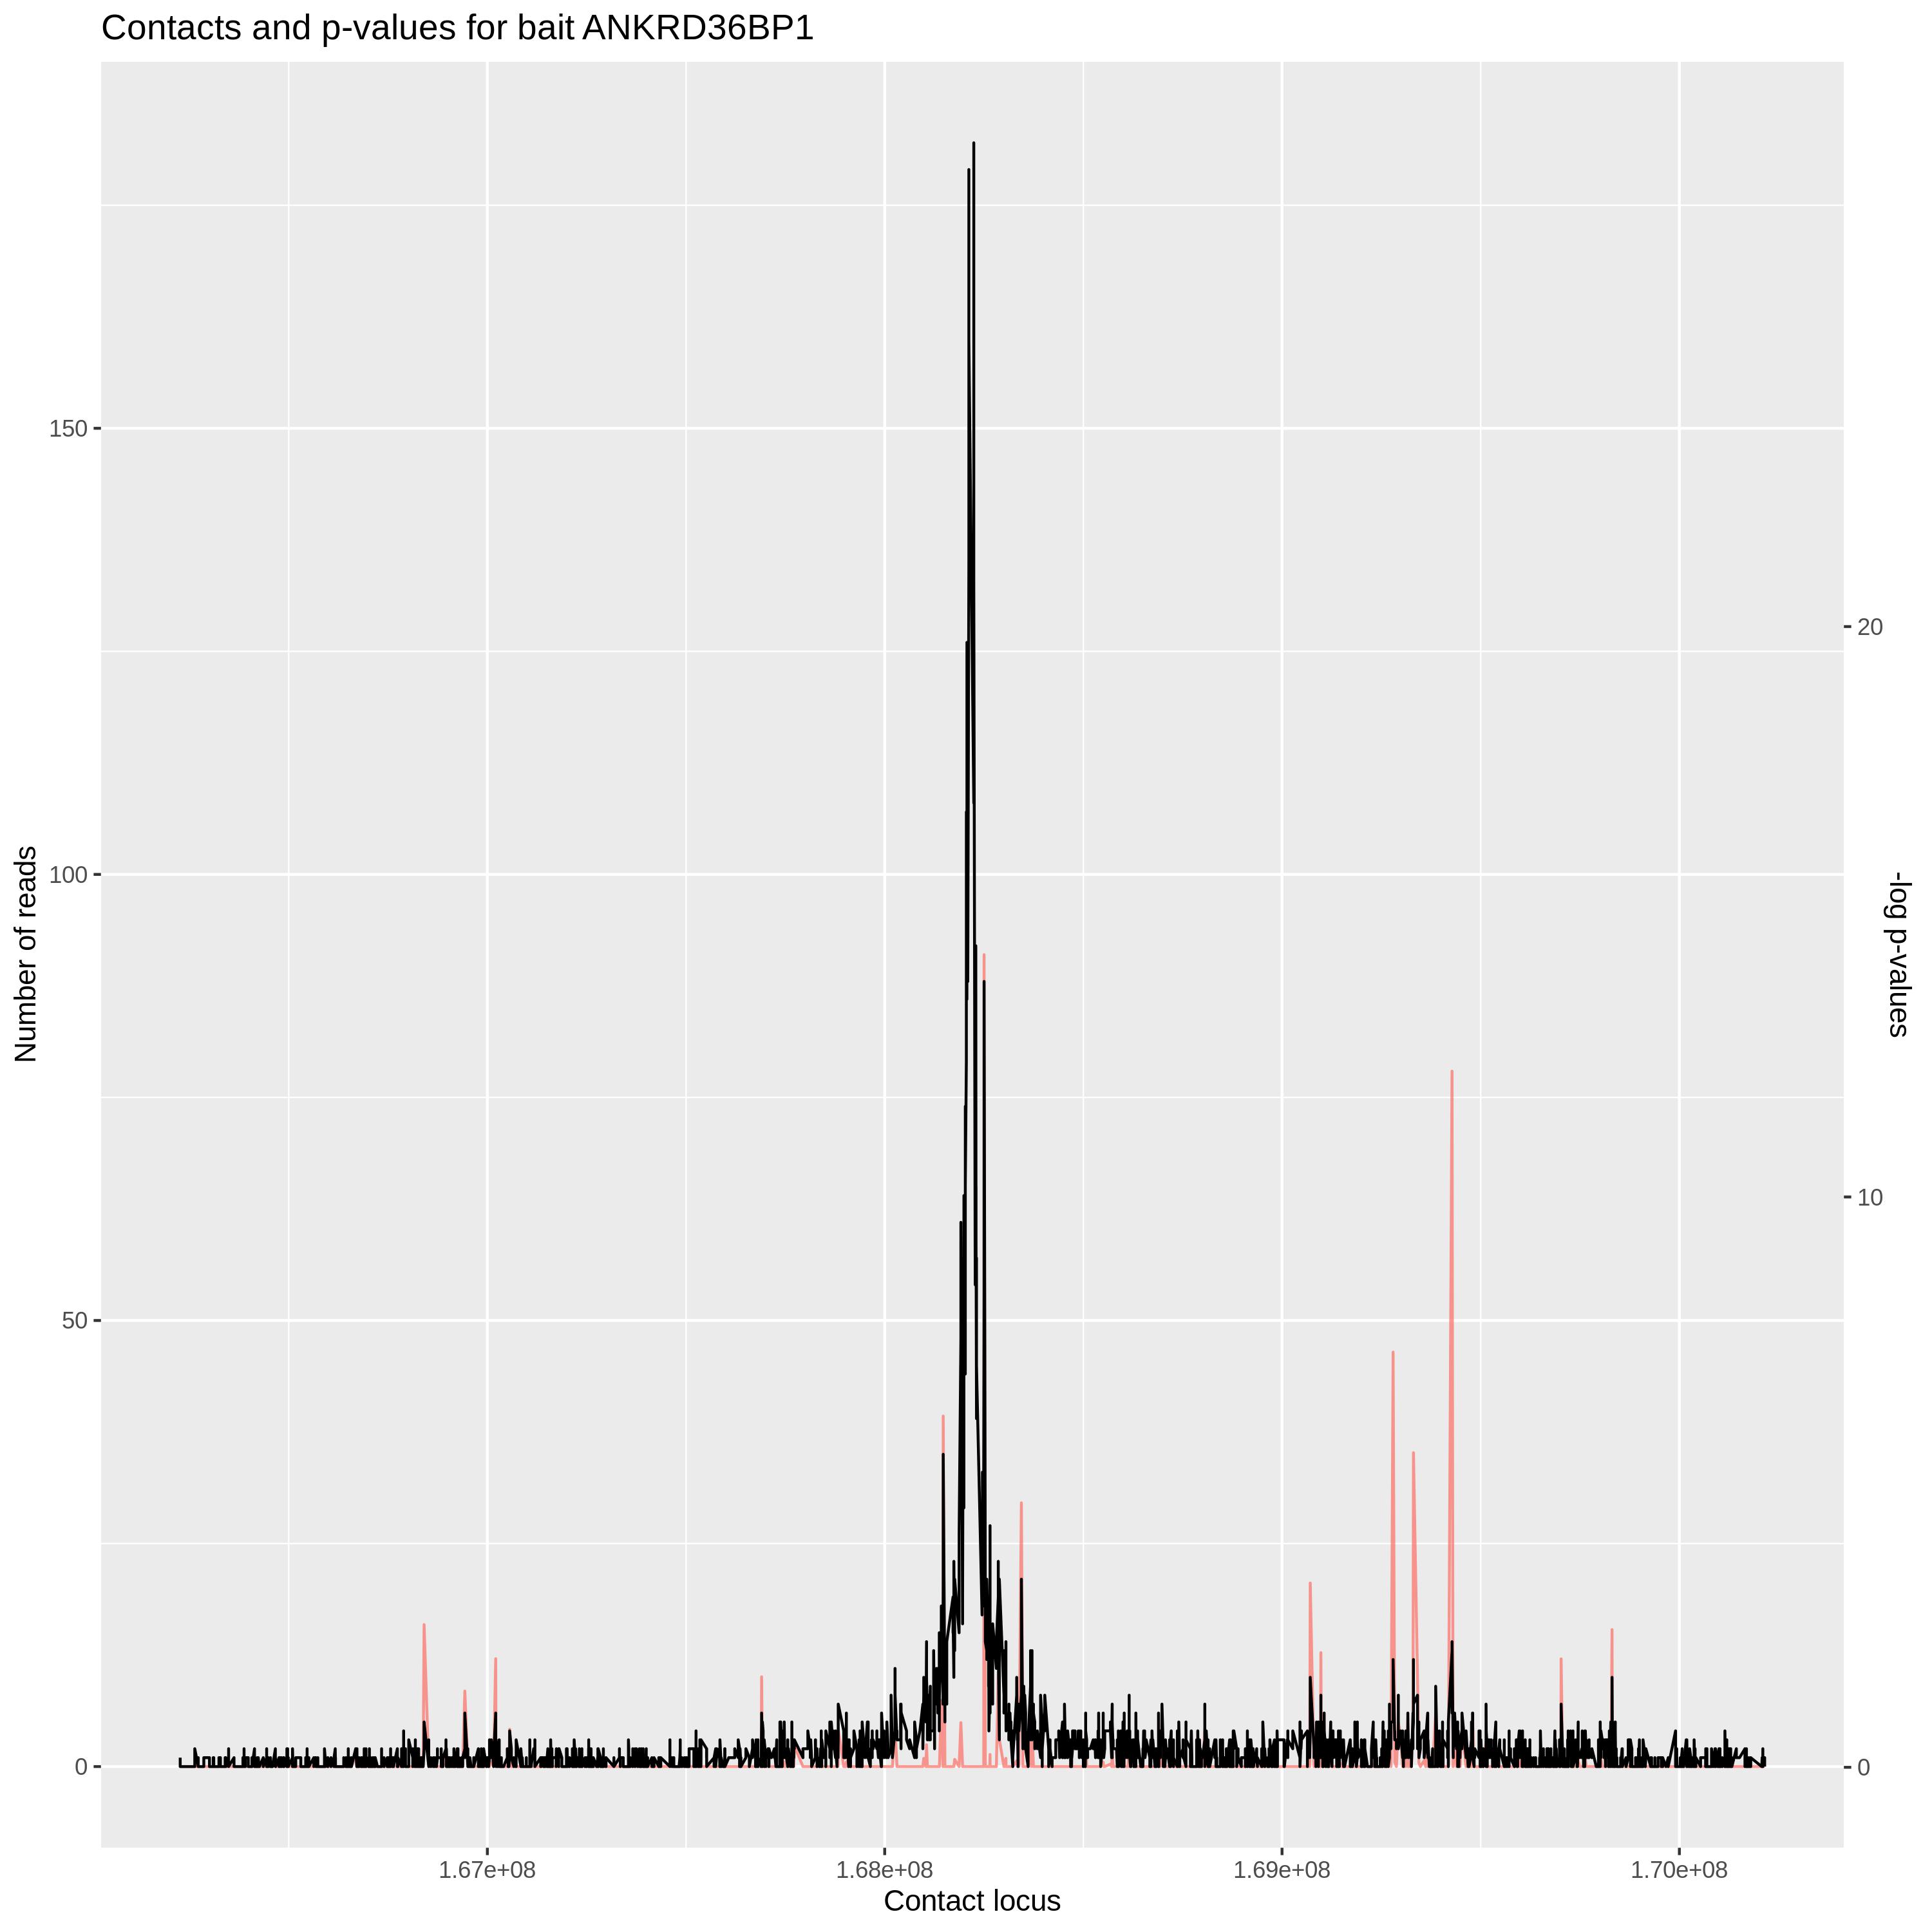 Contacts and p-values for bait ANKRD36BP1
Number of reads
150
100
50
0
20
10
0
-log p-values
1.67e+08 1.68e+08 1.69e+08 1.70e+08
Contact locus